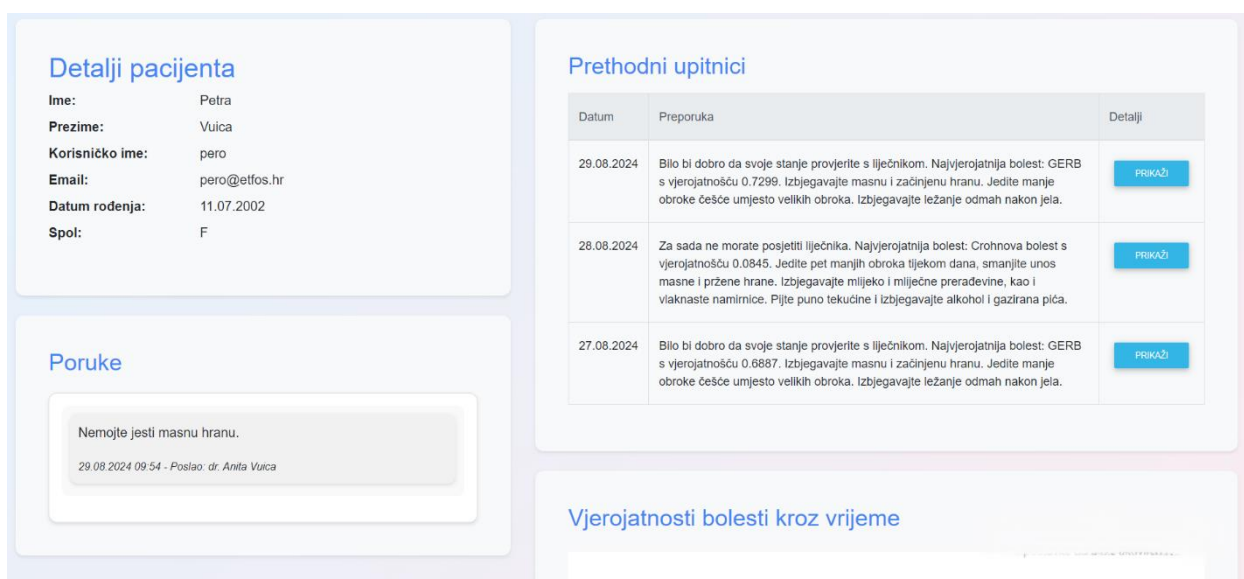 Detalji pacijenta
Ime: Petra
Prezime: Vuica
Korisničko ime: pero
Email: pero@etfos.hr
Datum rođenja: 11.07.2002
Spol: F
Poruke
Nemojte jesti masnu hranu.
29.08.2024 09:54 - Poslao: dr. Anita Vuica
Prethodni upitnici
Datum Preporuka Detalji
29.08.2024 Bilo bi dobro da svoje stanje provjerite s liječnikom. Najvjerojatnija bolest: GERB PRIKAŽI
s vjerojatnošću 0.7299. Izbjegavajte masnu i začinjenu hranu. Jedite manje
obroke češće umjesto velikih obroka. Izbjegavajte ležanje odmah nakon jela.
28.08.2024 Za sada ne morate posjetiti liječnika. Najvjerojatnija bolest: Crohnova bolest s PRIKAŽI
vjerojatnošću 0.0845. Jedite pet manjih obroka tijekom dana, smanjite unos
masne i pržene hrane. Izbjegavajte mlijeko i mliječne prerađevine, kao i
vlaknaste namirnice. Pijte puno tekućine i izbjegavajte alkohol i gazirana pića.
27.08.2024 Bilo bi dobro da svoje stanje provjerite s liječnikom. Najvjerojatnija bolest: GERB PRIKAŽI
s vjerojatnošću 0.6887. Izbjegavajte masnu i začinjenu hranu. Jedite manje
obroke češće umjesto velikih obroka. Izbjegavajte ležanje odmah nakon jela.
Vjerojatnosti bolesti kroz vrijeme